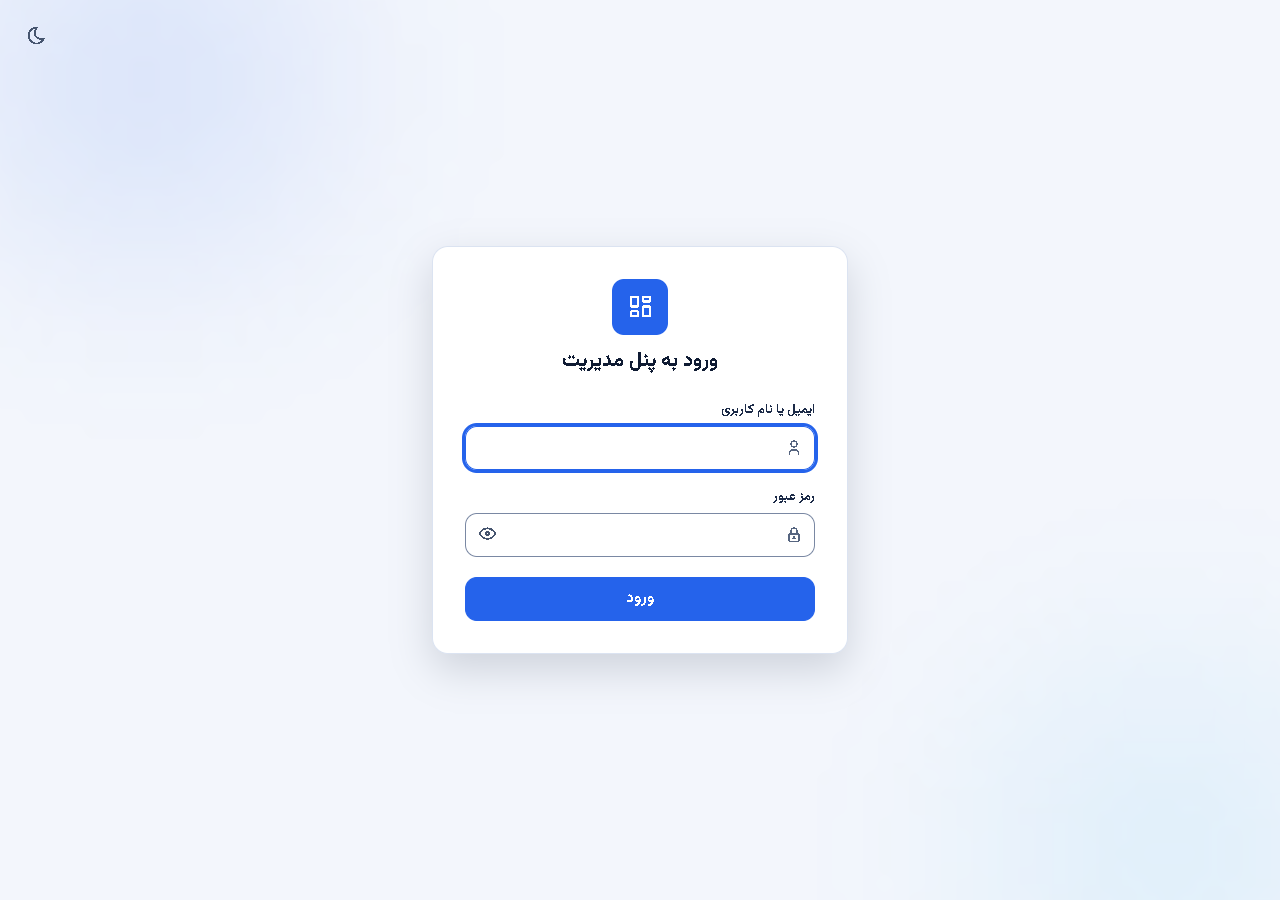 ورود به پنل مدیریت
ایمیل یا نام کاربری
رمز عبور
ورود